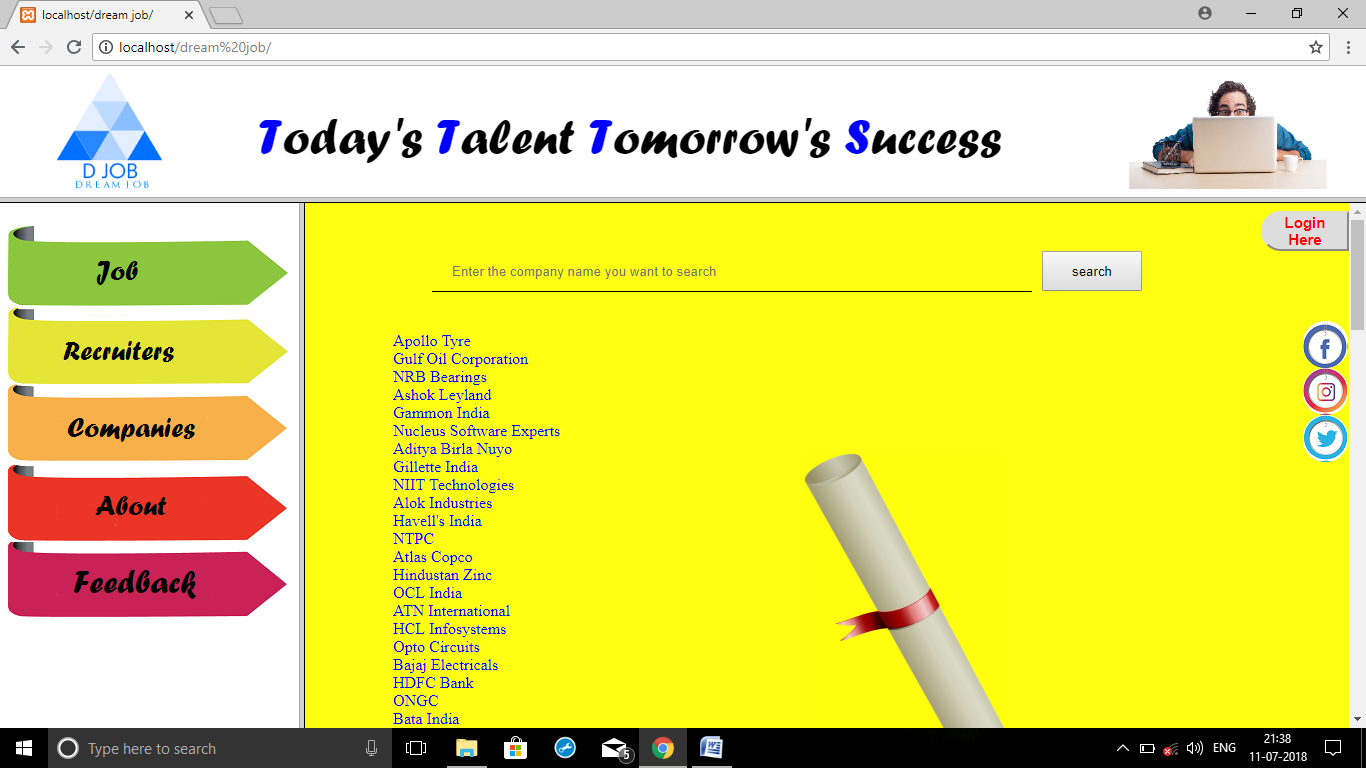 localhost/dream job/
localhost/dream%20job/
D JOB
DREAM JOB
Today's Talent Tomorrow's Success
Job
Recruiters
Companies
About
Feedback
Login
Here
Enter the company name you want to search
search
Apollo Tyre
Gulf Oil Corporation
NRB Bearings
Ashok Leyland
Gammon India
Nucleus Software Experts
Aditya Birla Nuyo
Gillette India
NIIT Technologies
Alok Industries
Havell's India
NTPC
Atlas Copco
Hindustan Zinc
OCL India
ATN International
HCL Infosystems
Opto Circuits
Bajaj Electricals
HDFC Bank
ONGC
Bata India
Type here to search
5
ENG
21:38
11-07-2018